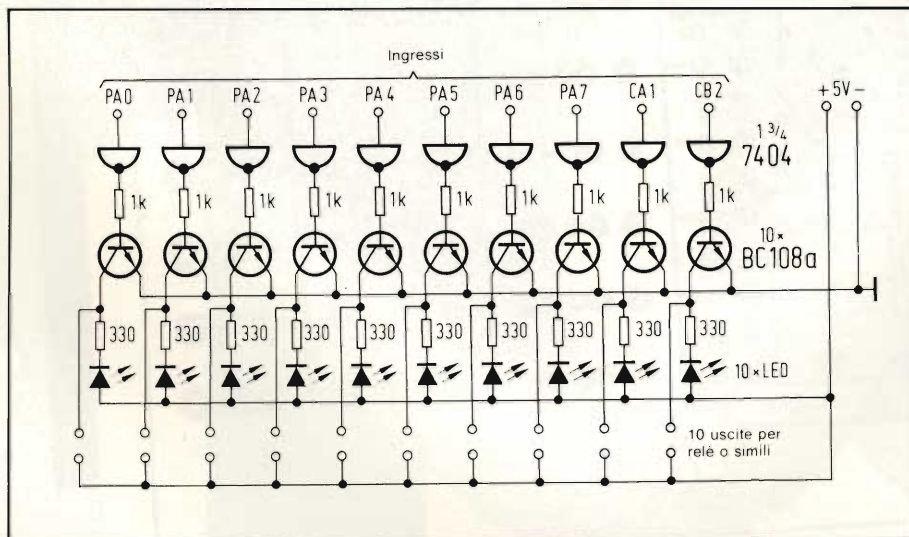 Ingressi
PA0 PA1 PA2 PA3 PA4 PA5 PA6 PA7 CA1 CB2
+5V-
1 3/4
7404
1k 1k 1k 1k 1k 1k 1k 1k 1k 1k
10×
BC108a
330 330 330 330 330 330 330 330 330 330
10×LED
10 uscite per
relè o simili